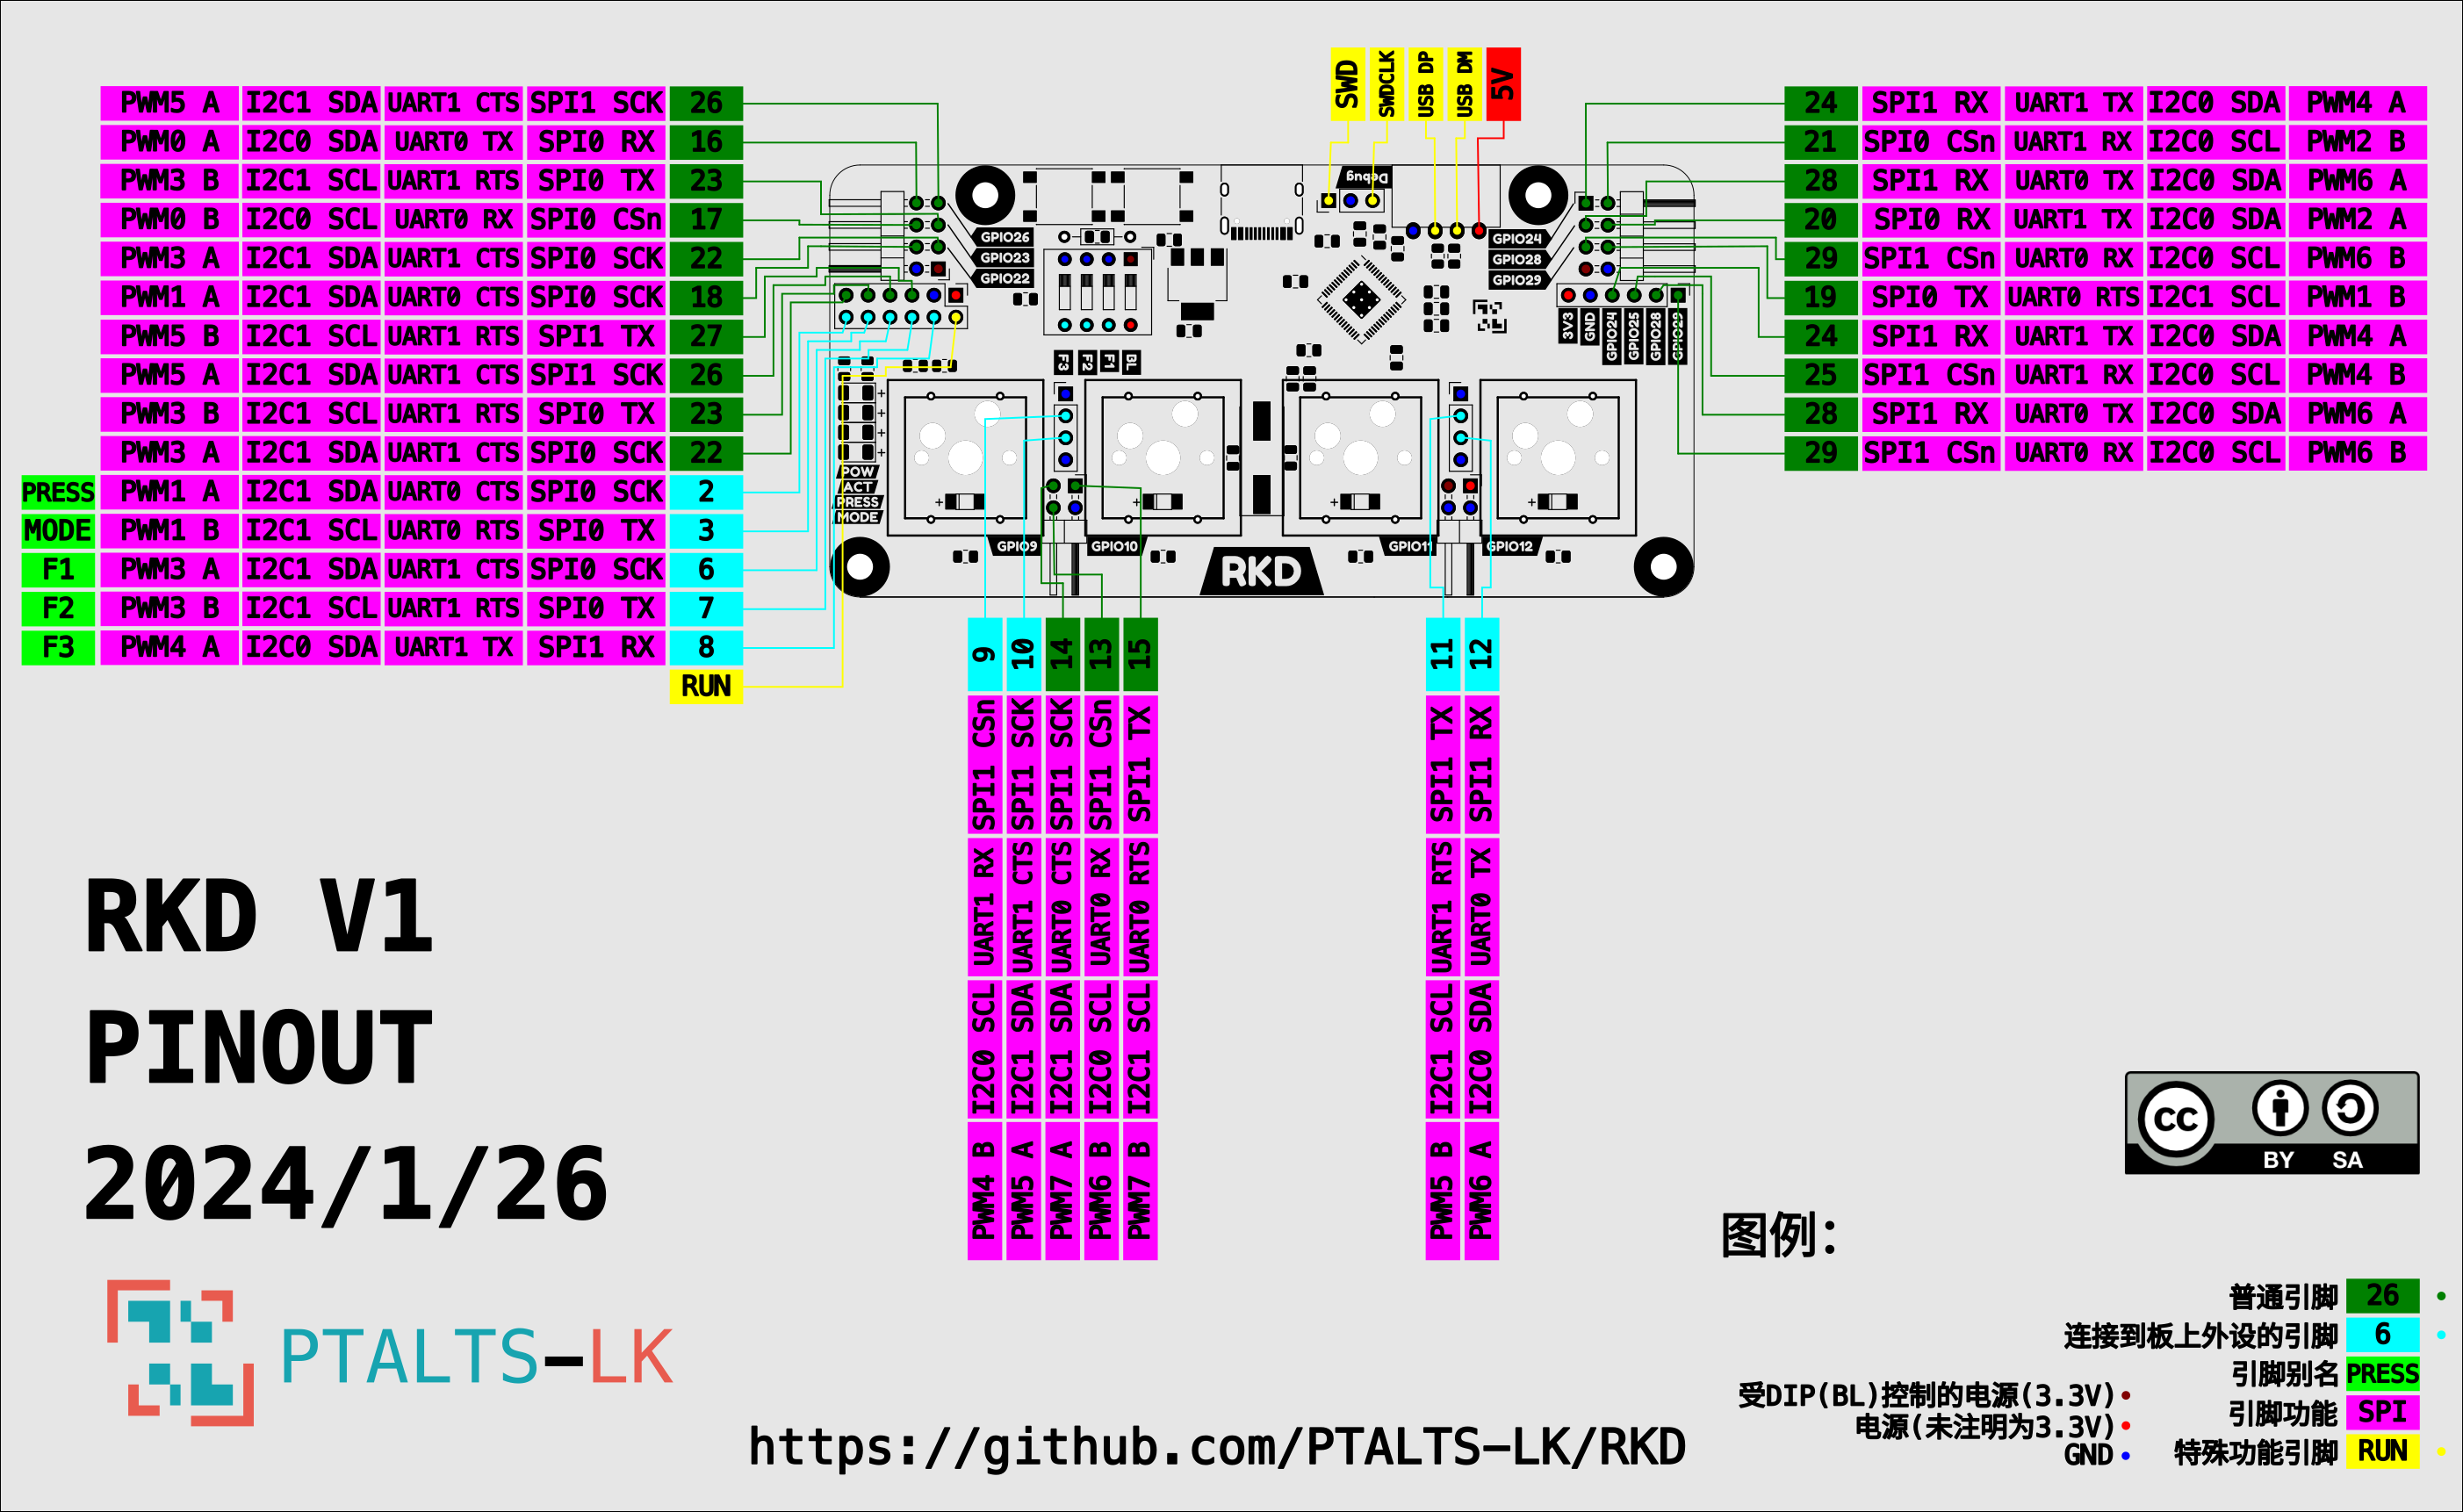 SWD
SWDCLK
USB DP
USB DM
5V
PWM5 A I2C1 SDA UART1 CTS SPI1 SCK 26
PWM0 A I2C0 SDA UART0 TX SPI0 RX 16
PWM3 B I2C1 SCL UART1 RTS SPI0 TX 23
PWM0 B I2C0 SCL UART0 RX SPI0 CSn 17
PWM3 A I2C1 SDA UART1 CTS SPI0 SCK 22
PWM1 A I2C1 SDA UART0 CTS SPI0 SCK 18
PWM5 B I2C1 SCL UART1 RTS SPI1 TX 27
PWM5 A I2C1 SDA UART1 CTS SPI1 SCK 26
PWM3 B I2C1 SCL UART1 RTS SPI0 TX 23
PWM3 A I2C1 SDA UART1 CTS SPI0 SCK 22
PRESS PWM1 A I2C1 SDA UART0 CTS SPI0 SCK 2
MODE PWM1 B I2C1 SCL UART0 RTS SPI0 TX 3
F1 PWM3 A I2C1 SDA UART1 CTS SPI0 SCK 6
F2 PWM3 B I2C1 SCL UART1 RTS SPI0 TX 7
F3 PWM4 A I2C0 SDA UART1 TX SPI1 RX 8
RUN
24 SPI1 RX UART1 TX I2C0 SDA PWM4 A
21 SPI0 CSn UART1 RX I2C0 SCL PWM2 B
28 SPI1 RX UART0 TX I2C0 SDA PWM6 A
20 SPI0 RX UART1 TX I2C0 SDA PWM2 A
29 SPI1 CSn UART0 RX I2C0 SCL PWM6 B
19 SPI0 TX UART0 RTS I2C1 SCL PWM1 B
24 SPI1 RX UART1 TX I2C0 SDA PWM4 A
25 SPI1 CSn UART1 RX I2C0 SCL PWM4 B
28 SPI1 RX UART0 TX I2C0 SDA PWM6 A
29 SPI1 CSn UART0 RX I2C0 SCL PWM6 B
Debug
GPIO26
GPIO23
GPIO22
GPIO24
GPIO28
GPIO29
3V3
GND
GPIO24
GPIO25
GPIO28
F3
F2
F1
BL
POW
ACT
PRESS
MODE
GPIO9
GPIO10
GPIO11
GPIO12
RKD
9 SPI1 CSn UART1 RX I2C0 SCL PWM4 B
10 SPI1 SCK UART1 CTS I2C1 SDA PWM5 A
14 SPI1 SCK UART0 CTS I2C1 SDA PWM7 A
13 SPI1 CSn UART0 RX I2C0 SCL PWM6 B
15 SPI1 TX UART0 RTS I2C1 SCL PWM7 B
11 SPI1 TX UART1 RTS I2C1 SCL PWM5 B
12 SPI1 RX UART0 TX I2C0 SDA PWM6 A
RKD V1
PINOUT
2024/1/26
PTALTS-LK
https://github.com/PTALTS-LK/RKD
cc
BY SA
图例：
普通引脚 26
连接到板上外设的引脚 6
引脚别名 PRESS
引脚功能 SPI
特殊功能引脚 RUN
受DIP(BL)控制的电源(3.3V)
电源(未注明为3.3V)
GND